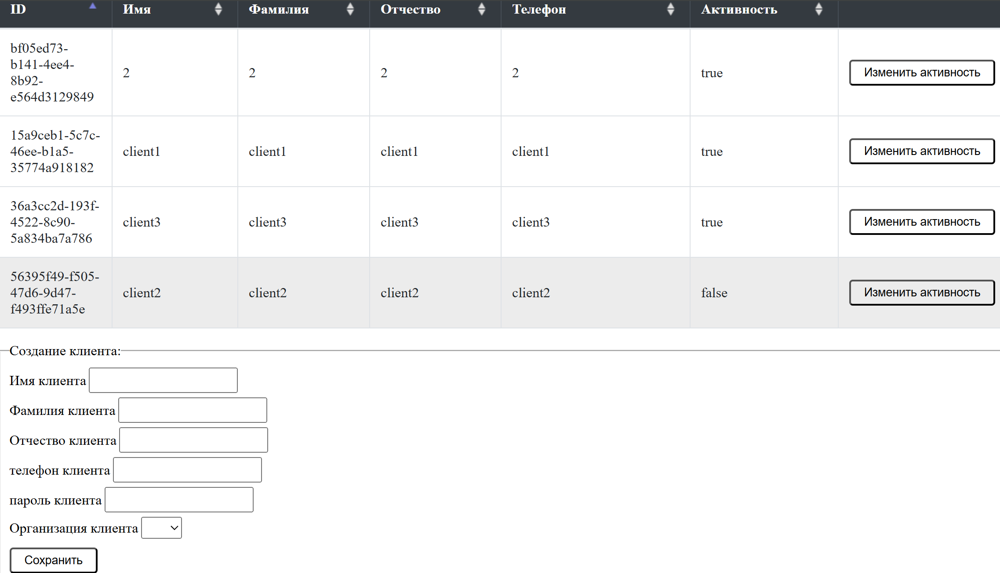 ID Имя Фамилия Отчество Телефон Активность
bf05ed73-
b141-4ee4-
8b92-
e564d3129849
2 2 2 2 true Изменить активность
15a9ceb1-5c7c-
46ee-b1a5-
35774a918182
client1 client1 client1 client1 true Изменить активность
36a3cc2d-193f-
4522-8c90-
5a834ba7a786
client3 client3 client3 client3 true Изменить активность
56395f49-f505-
47d6-9d47-
f493ffe71a5e
client2 client2 client2 client2 false Изменить активность
Создание клиента:
Имя клиента
Фамилия клиента
Отчество клиента
телефон клиента
пароль клиента
Организация клиента
Сохранить